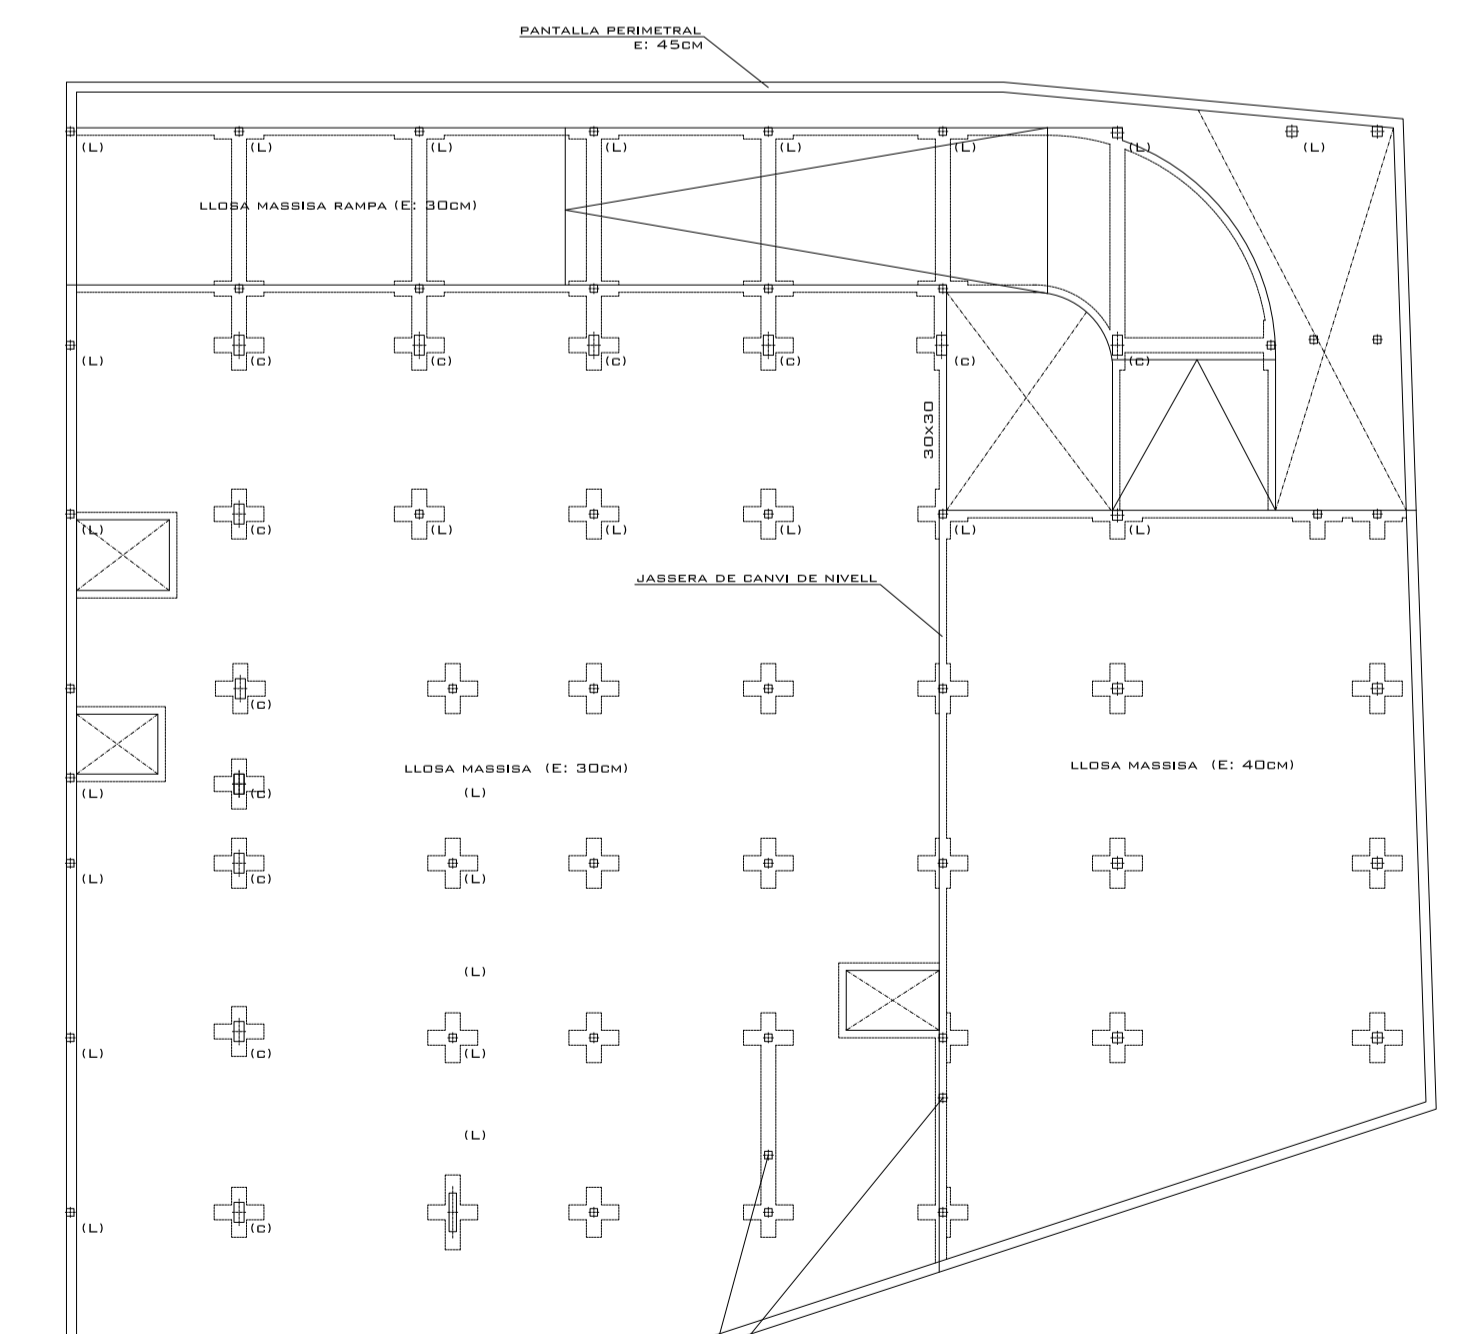 PANTALLA PERIMETRAL
E: 45CM
(L) (L) (L) (L) (L) (L) (L) (L)
LLOSA MASSISA RAMPA (E: 30CM)
(L) (C) (C) (C) (C) (C) (C)
30X30
(L) (C) (L) (L) (L) (L) (L)
JASSERA DE CANVI DE NIVELL
(C)
LLOSA MASSISA (E: 30CM)
LLOSA MASSISA (E: 40CM)
(L) (C) (L)
(L) (C) (L)
(L)
(L) (C) (L)
(L)
(L) (C)